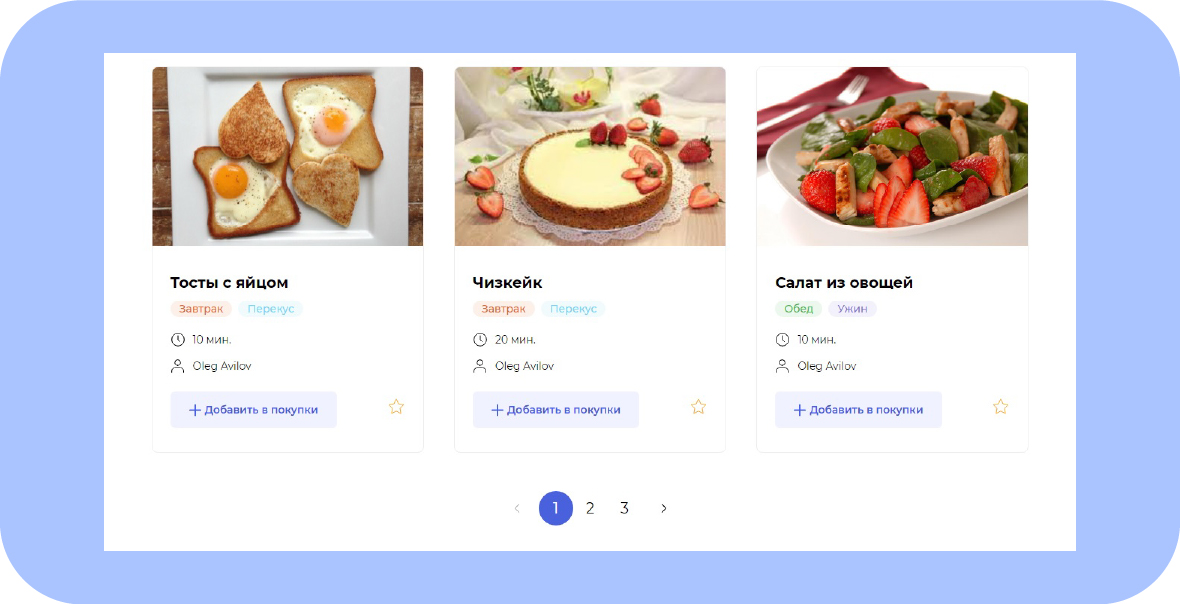 Тосты с яйцом
Завтрак Перекус
10 мин.
Oleg Avilov
+ Добавить в покупки
Чизкейк
Завтрак Перекус
20 мин.
Oleg Avilov
+ Добавить в покупки
Салат из овощей
Обед Ужин
10 мин.
Oleg Avilov
+ Добавить в покупки
‹ 1 2 3 ›